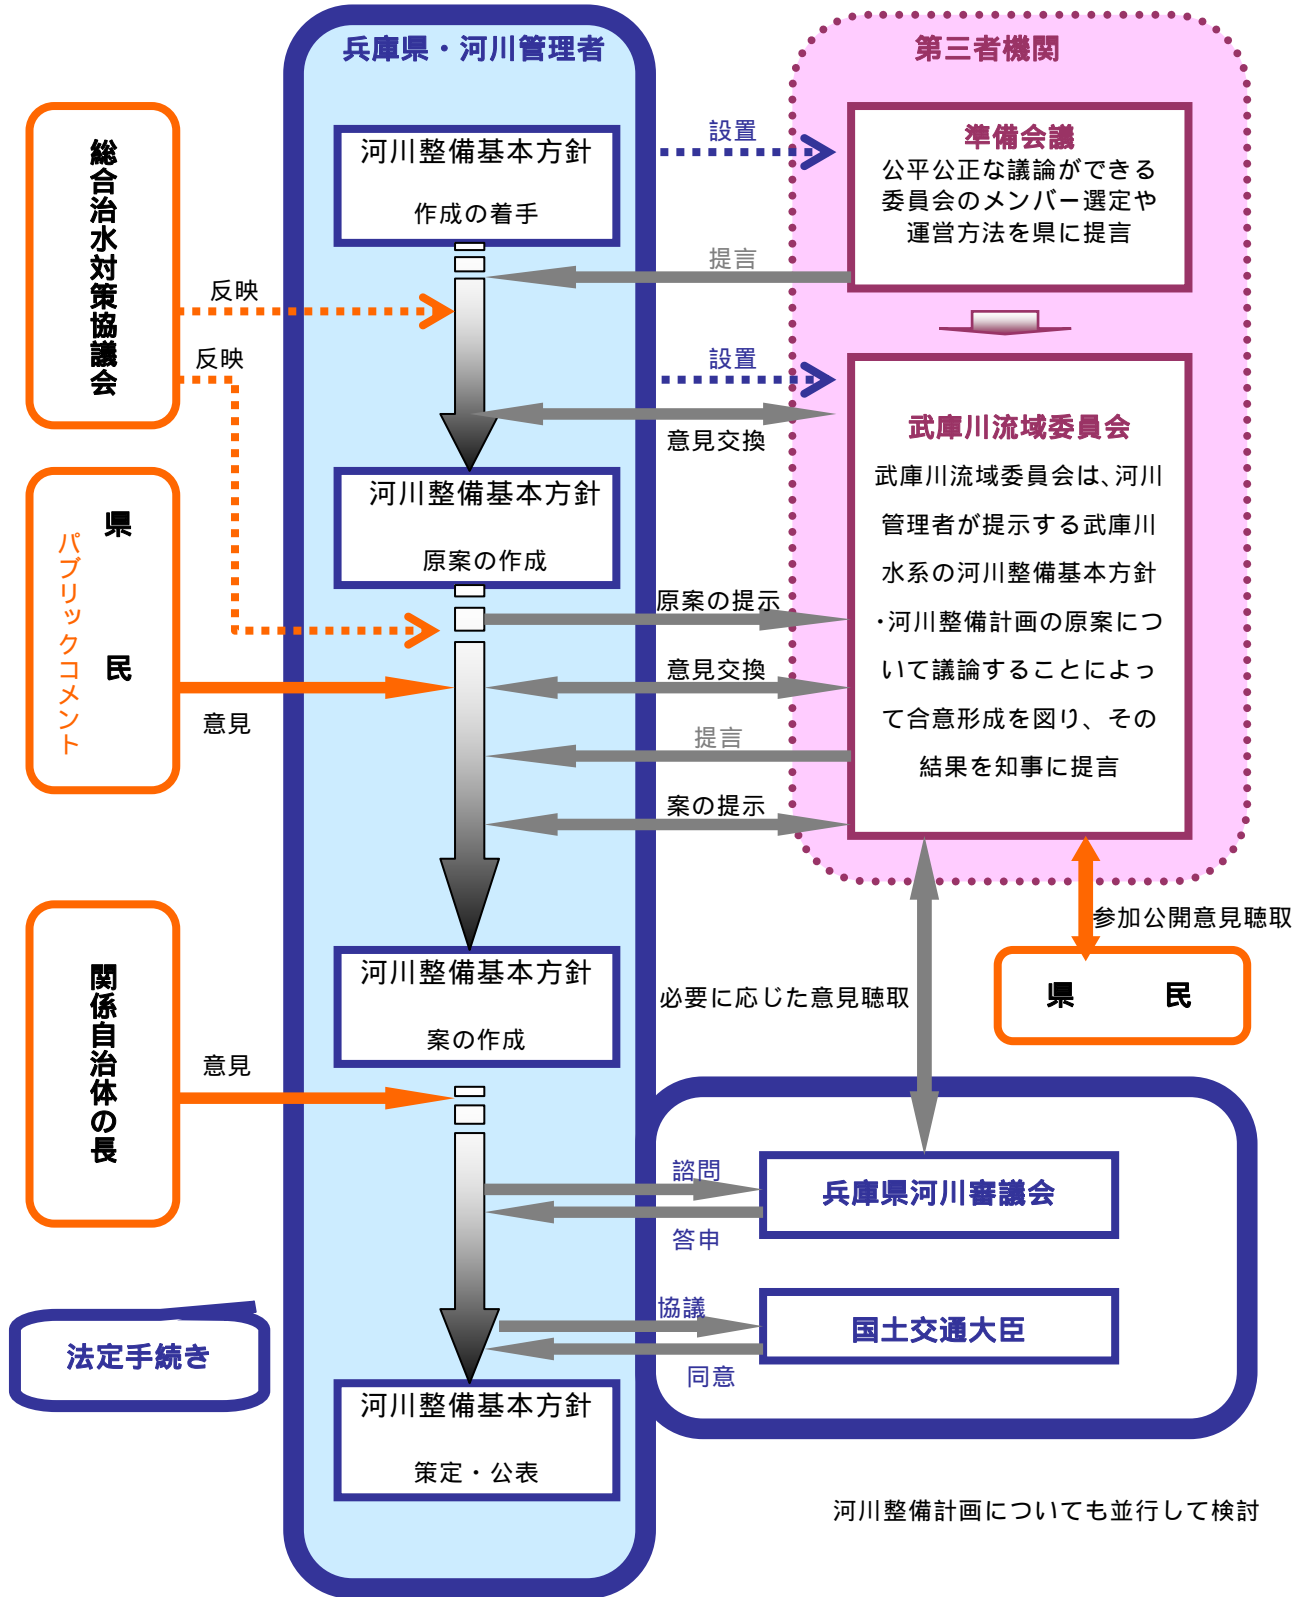 兵庫県・河川管理者
第三者機関
総合治水対策協議会
河川整備基本方針
作成の着手
設置
準備会議
公平公正な議論ができる
委員会のメンバー選定や
運営方法を県に提言
提言
反映
反映
設置
意見交換
武庫川流域委員会
武庫川流域委員会は、河川
管理者が提示する武庫川
水系の河川整備基本方針
・河川整備計画の原案につ
いて議論することによっ
て合意形成を図り、その
結果を知事に提言
県 民
パブリックコメント
河川整備基本方針
原案の作成
原案の提示
意見交換
意見
提言
案の提示
参加公開意見聴取
県 民
関係自治体の長
河川整備基本方針
案の作成
必要に応じた意見聴取
意見
諮問
兵庫県河川審議会
答申
協議
国土交通大臣
同意
法定手続き
河川整備基本方針
策定・公表
河川整備計画についても並行して検討